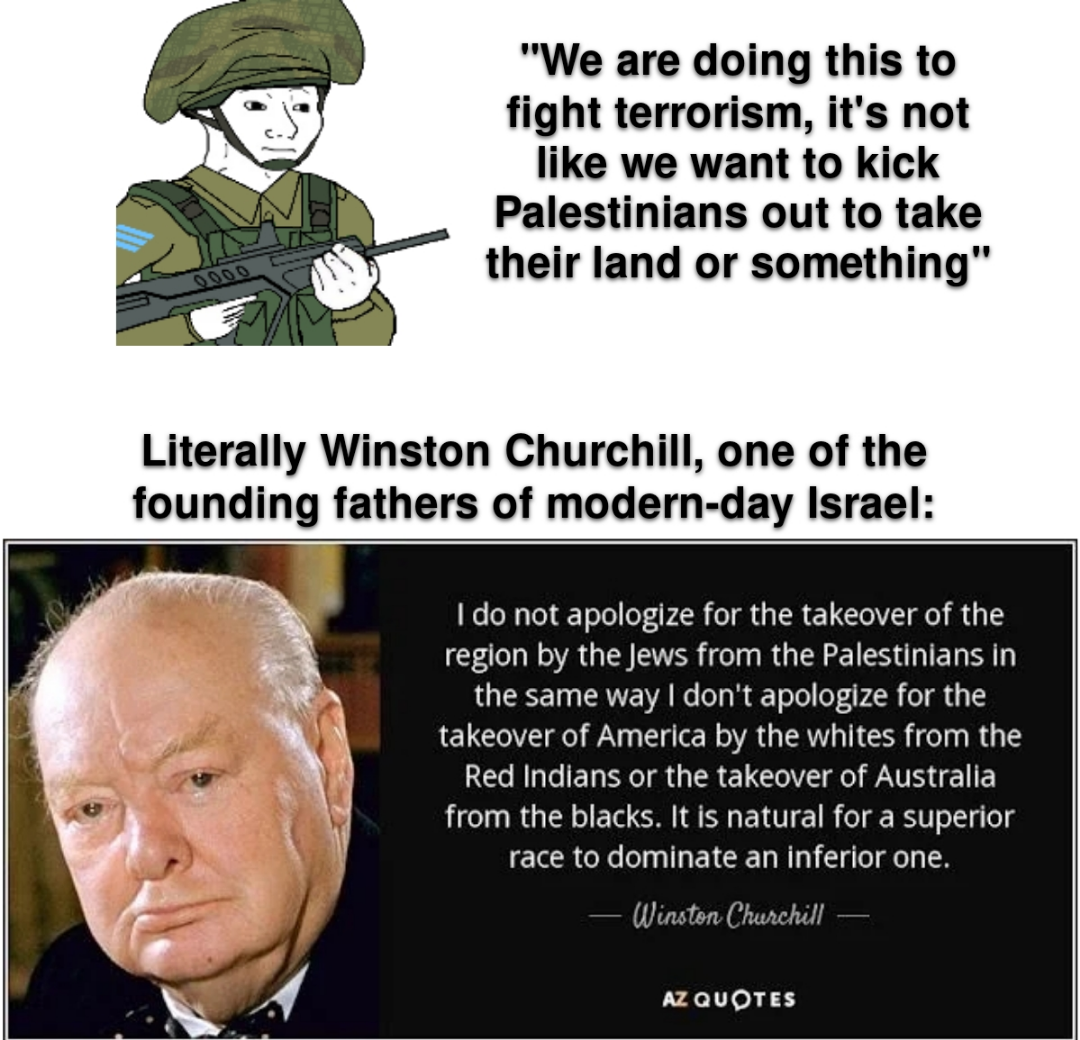 "We are doing this to
fight terrorism, it's not
like we want to kick
Palestinians out to take
their land or something"
Literally Winston Churchill, one of the
founding fathers of modern-day Israel:
I do not apologize for the takeover of the
region by the Jews from the Palestinians in
the same way I don't apologize for the
takeover of America by the whites from the
Red Indians or the takeover of Australia
from the blacks. It is natural for a superior
race to dominate an inferior one.
— Winston Churchill —
AZ QUOTES